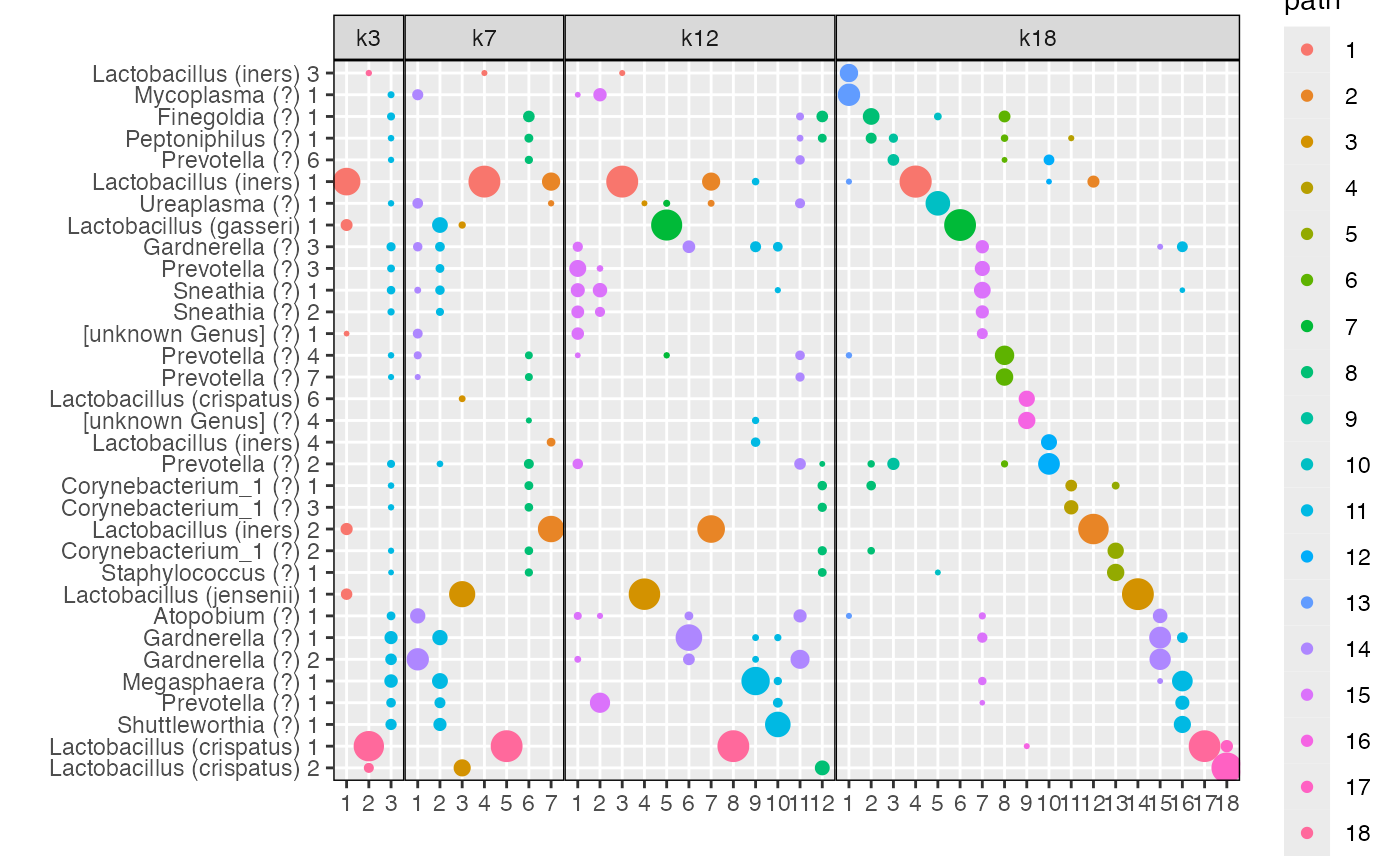 path
k3 k7 k12 k18
Lactobacillus (iners) 3
Mycoplasma (?) 1
Finegoldia (?) 1
Peptoniphilus (?) 1
Prevotella (?) 6
Lactobacillus (iners) 1
Ureaplasma (?) 1
Lactobacillus (gasseri) 1
Gardnerella (?) 3
Prevotella (?) 3
Sneathia (?) 1
Sneathia (?) 2
[unknown Genus] (?) 1
Prevotella (?) 4
Prevotella (?) 7
Lactobacillus (crispatus) 6
[unknown Genus] (?) 4
Lactobacillus (iners) 4
Prevotella (?) 2
Corynebacterium_1 (?) 1
Corynebacterium_1 (?) 3
Lactobacillus (iners) 2
Corynebacterium_1 (?) 2
Staphylococcus (?) 1
Lactobacillus (jensenii) 1
Atopobium (?) 1
Gardnerella (?) 1
Gardnerella (?) 2
Megasphaera (?) 1
Prevotella (?) 1
Shuttleworthia (?) 1
Lactobacillus (crispatus) 1
Lactobacillus (crispatus) 2
1 2 3 1 2 3 4 5 6 7 1 2 3 4 5 6 7 8 9 10 11 12 1 2 3 4 5 6 7 8 9 10 11 12 13 14 15 16 17 18
1
2
3
4
5
6
7
8
9
10
11
12
13
14
15
16
17
18